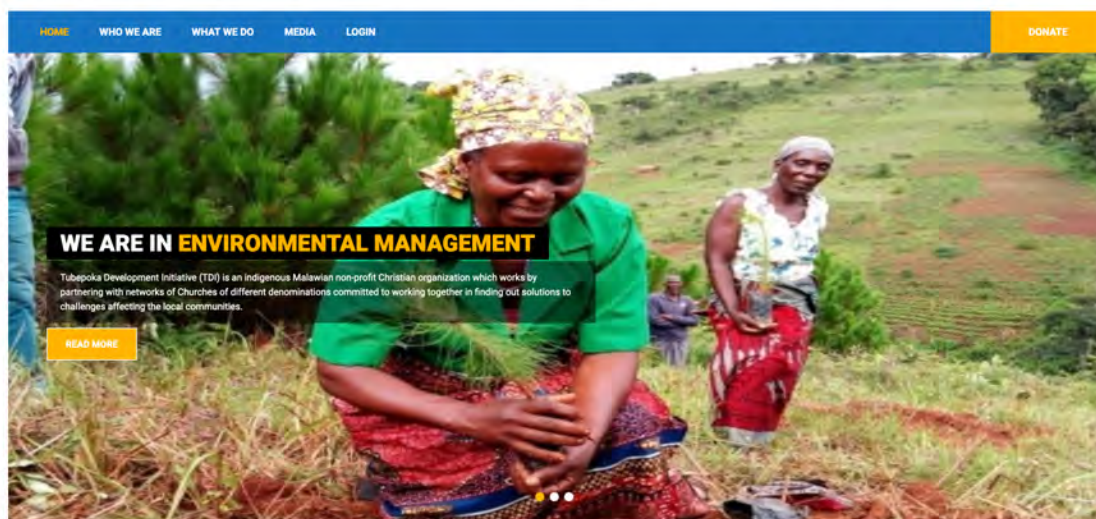 HOME WHO WE ARE WHAT WE DO MEDIA LOGIN DONATE
WE ARE IN ENVIRONMENTAL MANAGEMENT
Tubepoka Development Initiative (TDI) is an indigenous Malawian non-profit Christian organization which works by
partnering with networks of Churches of different denominations committed to working together in finding out solutions to
challenges affecting the local communities.
READ MORE